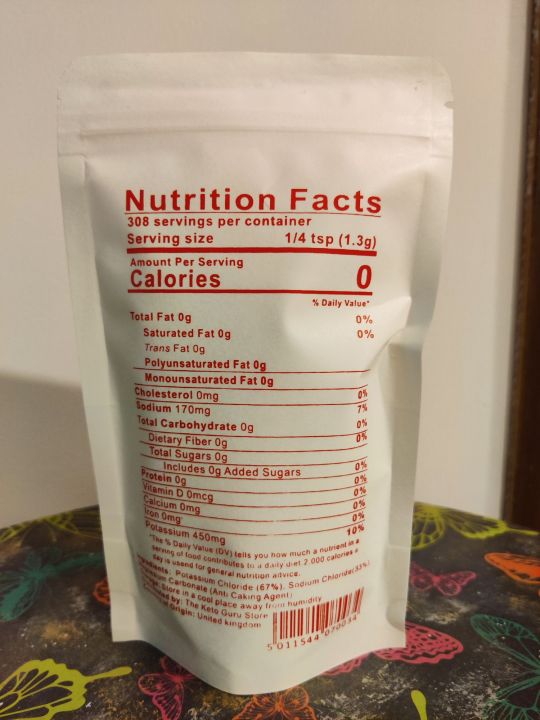 Nutrition Facts
308 servings per container
Serving size 1/4 tsp (1.3g)
Amount Per Serving
Calories 0
% Daily Value*
Total Fat 0g 0%
Saturated Fat 0g 0%
Trans Fat 0g
Polyunsaturated Fat 0g
Monounsaturated Fat 0g
Cholesterol 0mg 0%
Sodium 170mg 7%
Total Carbohydrate 0g 0%
Dietary Fiber 0g 0%
Total Sugars 0g
Includes 0g Added Sugars 0%
Protein 0g 0%
Vitamin D 0mcg 0%
Calcium 0mg 0%
Iron 0mg 0%
Potassium 450mg 10%
*The % Daily Value (DV) tells you how much a nutrient in a
serving of food contributes to a daily diet 2 000 calories a
day is usend for general nutrition advice.
Potassium Chloride (67%), Sodium Chloride(33%)
Carbonate (Anti Caking Agent)
Store in a cool place away from humidity
by: The Keto Guru Store
Origin: United kingdom
5 011544 070034